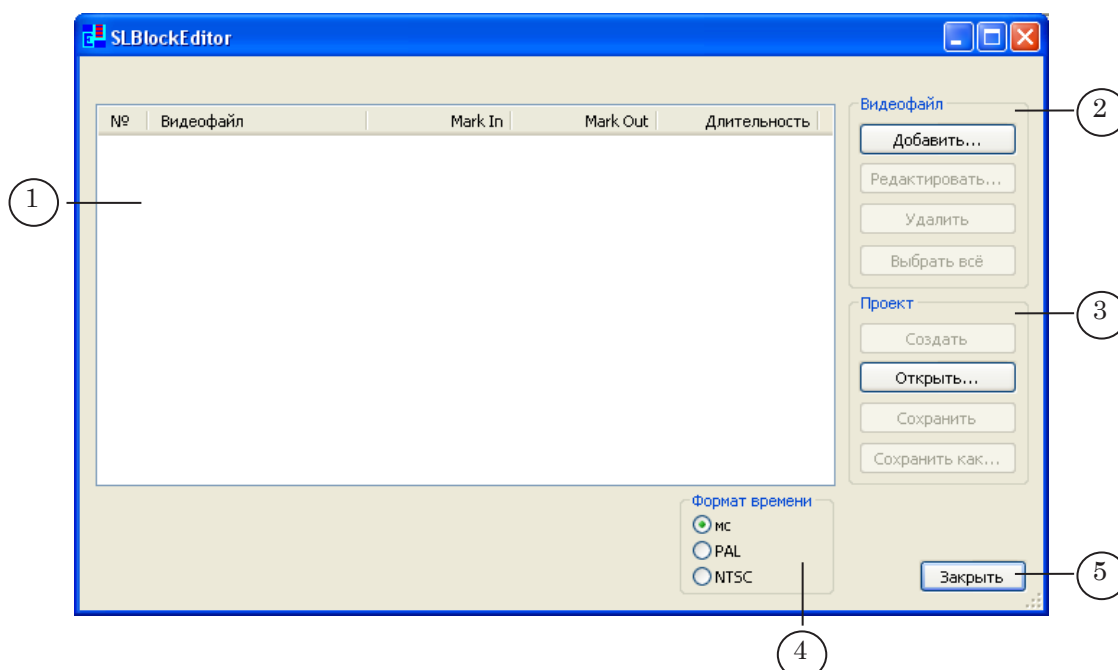 SLBlockEditor
№ Видеофайл Mark In Mark Out Длительность
Видеофайл
Добавить...
Редактировать...
Удалить
Выбрать всё
Проект
Создать
Открыть...
Сохранить
Сохранить как...
Формат времени
мс
PAL
NTSC
Закрыть
1
2
3
4
5